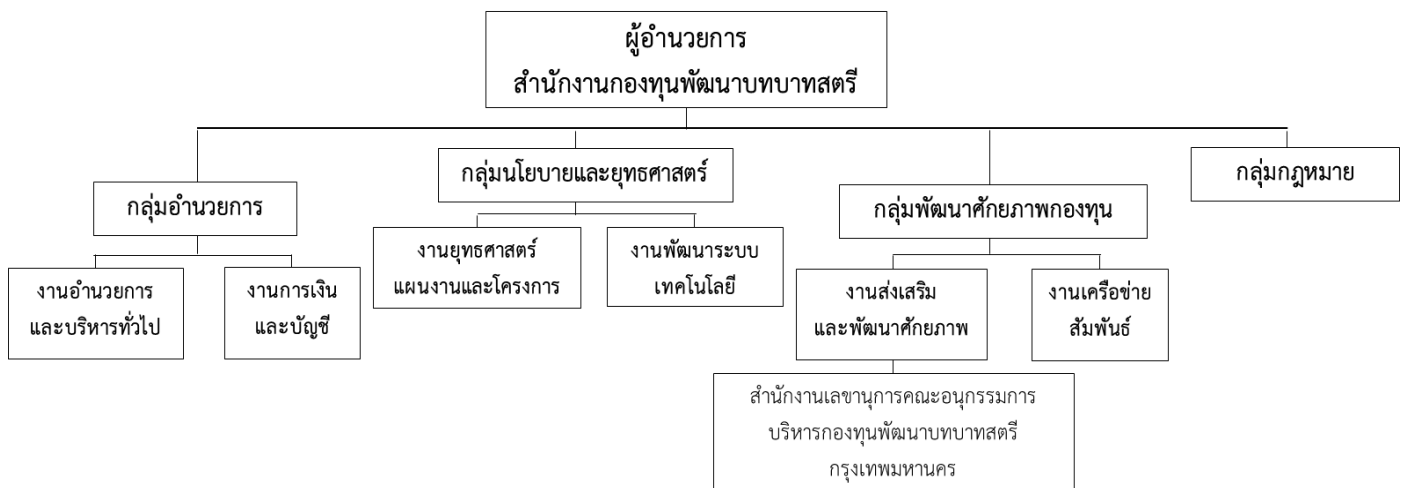 ผู้อำนวยการ
สำนักงานกองทุนพัฒนาบทบาทสตรี
กลุ่มอำนวยการ
งานอำนวยการ
และบริหารทั่วไป
งานการเงิน
และบัญชี
กลุ่มนโยบายและยุทธศาสตร์
งานยุทธศาสตร์
แผนงานและโครงการ
งานพัฒนาระบบ
เทคโนโลยี
กลุ่มพัฒนาศักยภาพกองทุน
งานส่งเสริม
และพัฒนาศักยภาพ
สำนักงานเลขานุการคณะอนุกรรมการ
บริหารกองทุนพัฒนาบทบาทสตรี
กรุงเทพมหานคร
งานเครือข่าย
สัมพันธ์
กลุ่มกฎหมาย